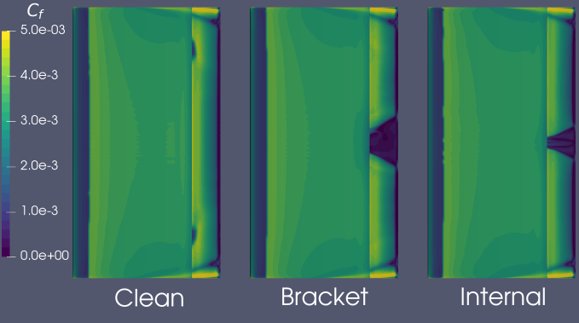 C_f
5.0e-03
4.0e-3
3.0e-3
2.0e-3
1.0e-3
0.0e+00
Clean Bracket Internal